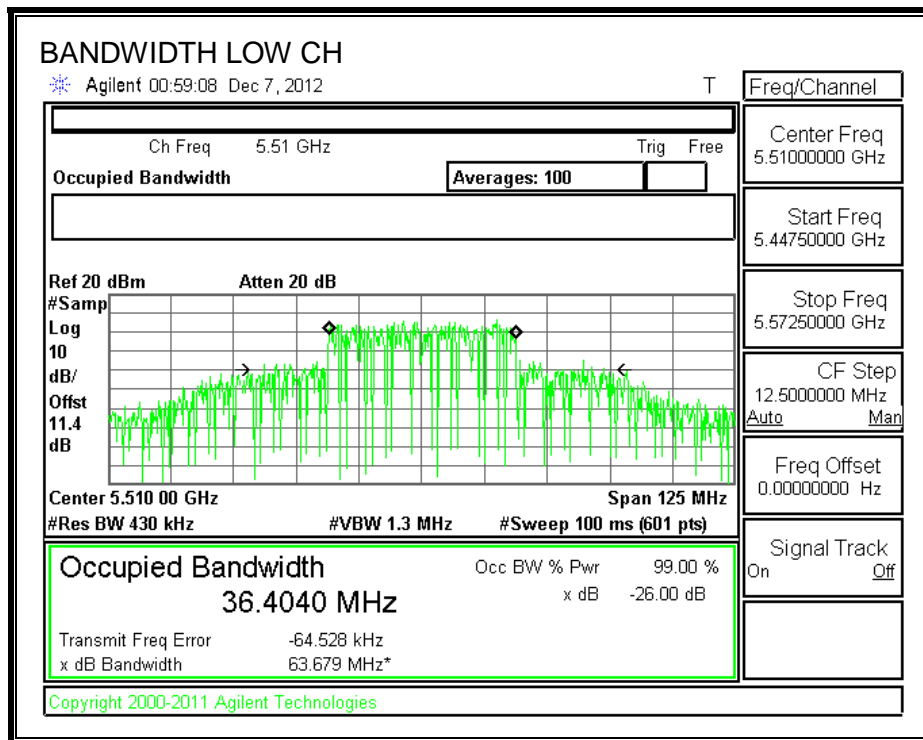 BANDWIDTH LOW CH
Agilent 00:59:08 Dec 7, 2012 T
Freq/Channel
Ch Freq 5.51 GHz Trig Free
Occupied Bandwidth Averages: 100
Center Freq
5.51000000 GHz
Start Freq
5.44750000 GHz
Stop Freq
5.57250000 GHz
CF Step
12.5000000 MHz
Auto Man
Freq Offset
0.00000000 Hz
Signal Track
On Off
Ref 20 dBm Atten 20 dB
#Samp
Log
10
dB/
Offst
11.4
dB
Center 5.510 00 GHz Span 125 MHz
#Res BW 430 kHz #VBW 1.3 MHz #Sweep 100 ms (601 pts)
Occupied Bandwidth Occ BW % Pwr 99.00 %
36.4040 MHz x dB -26.00 dB
Transmit Freq Error -64.528 kHz
x dB Bandwidth 63.679 MHz*
Copyright 2000-2011 Agilent Technologies